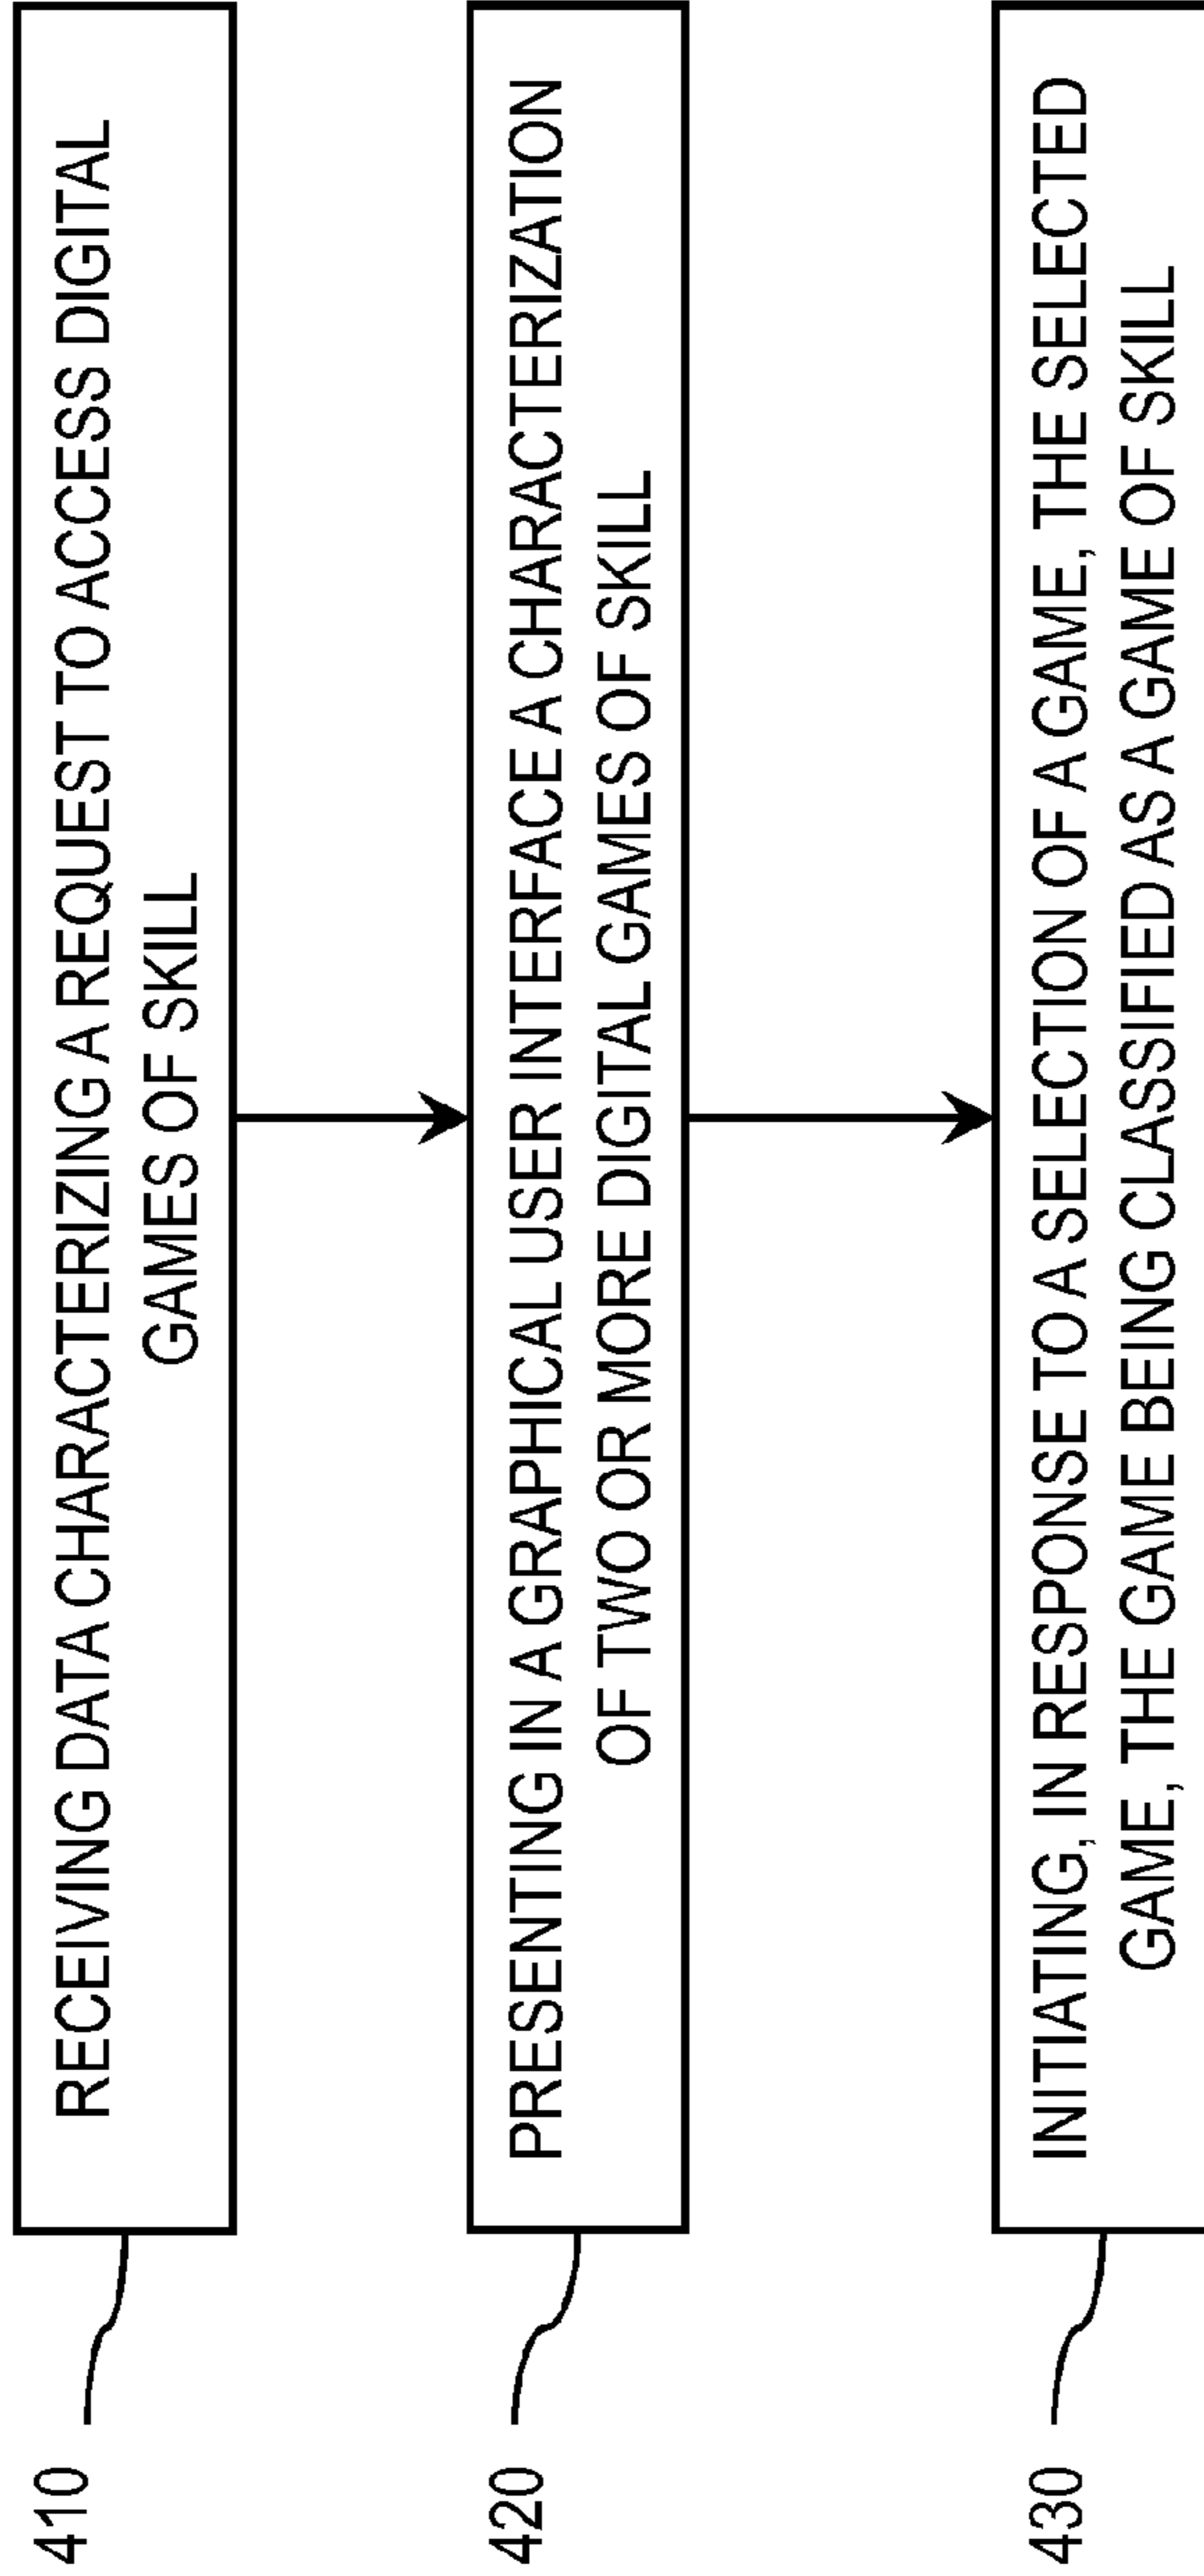 410
RECEIVING DATA CHARACTERIZING A REQUEST TO ACCESS DIGITAL
GAMES OF SKILL
420
PRESENTING IN A GRAPHICAL USER INTERFACE A CHARACTERIZATION
OF TWO OR MORE DIGITAL GAMES OF SKILL
430
INITIATING, IN RESPONSE TO A SELECTION OF A GAME, THE SELECTED
GAME, THE GAME BEING CLASSIFIED AS A GAME OF SKILL